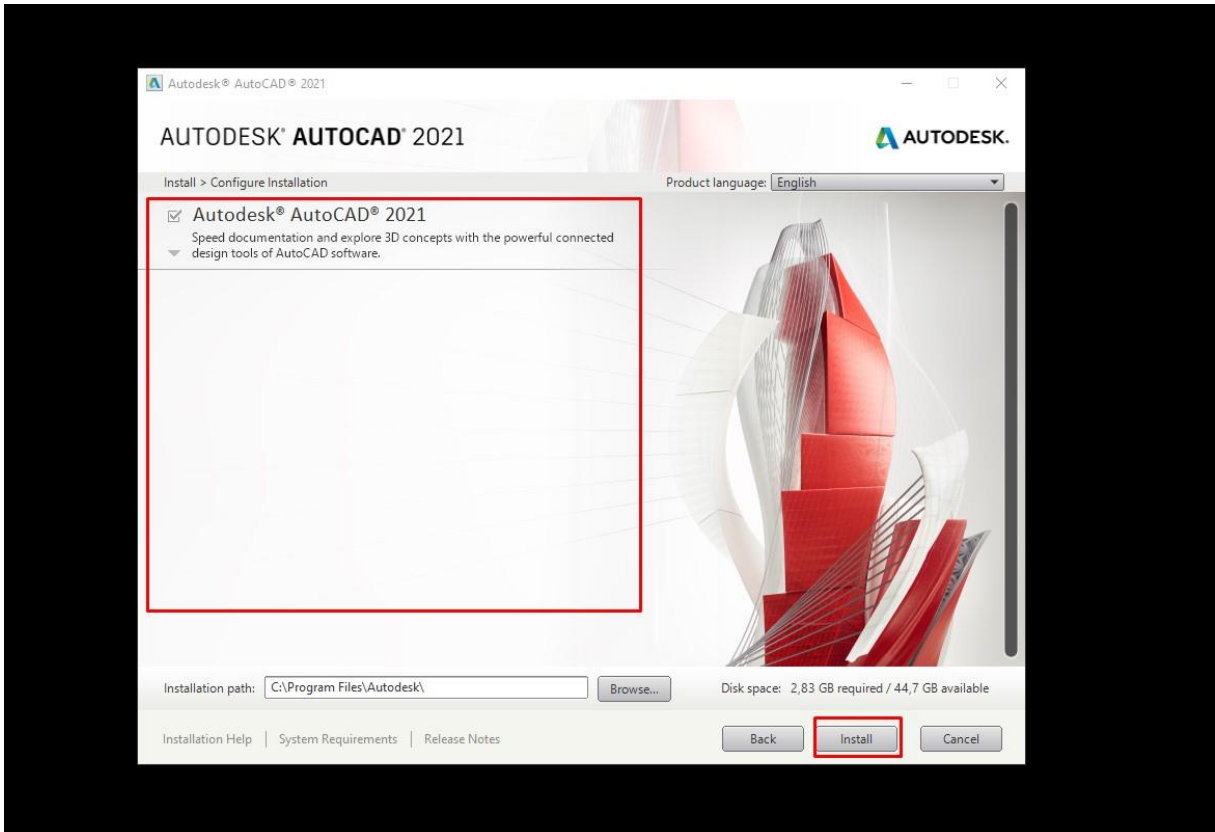 Autodesk® AutoCAD® 2021
AUTODESK® AUTOCAD® 2021
AUTODESK.
Install > Configure Installation
Product language: English
Autodesk® AutoCAD® 2021
Speed documentation and explore 3D concepts with the powerful connected
design tools of AutoCAD software.
Installation path: C:\Program Files\Autodesk\ Browse...
Disk space: 2,83 GB required / 44,7 GB available
Installation Help | System Requirements | Release Notes
Back Install Cancel